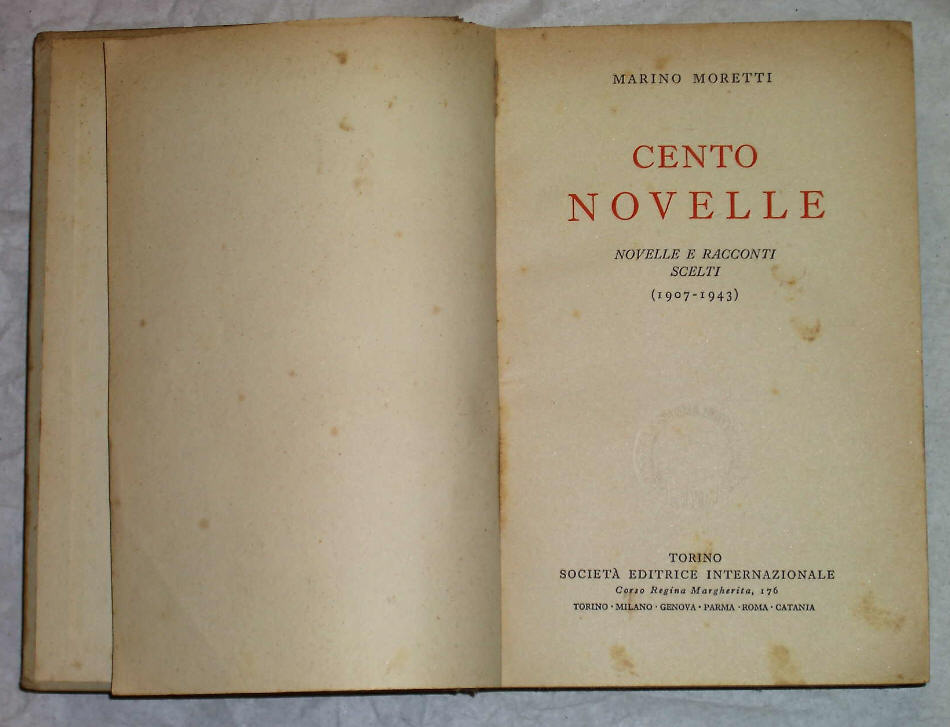 MARINO MORETTI
CENTO
NOVELLE
NOVELLE E RACCONTI
SCELTI
(1907-1943)
TORINO
SOCIETÀ EDITRICE INTERNAZIONALE
Corso Regina Margherita, 176
TORINO · MILANO · GENOVA · PARMA · ROMA · CATANIA